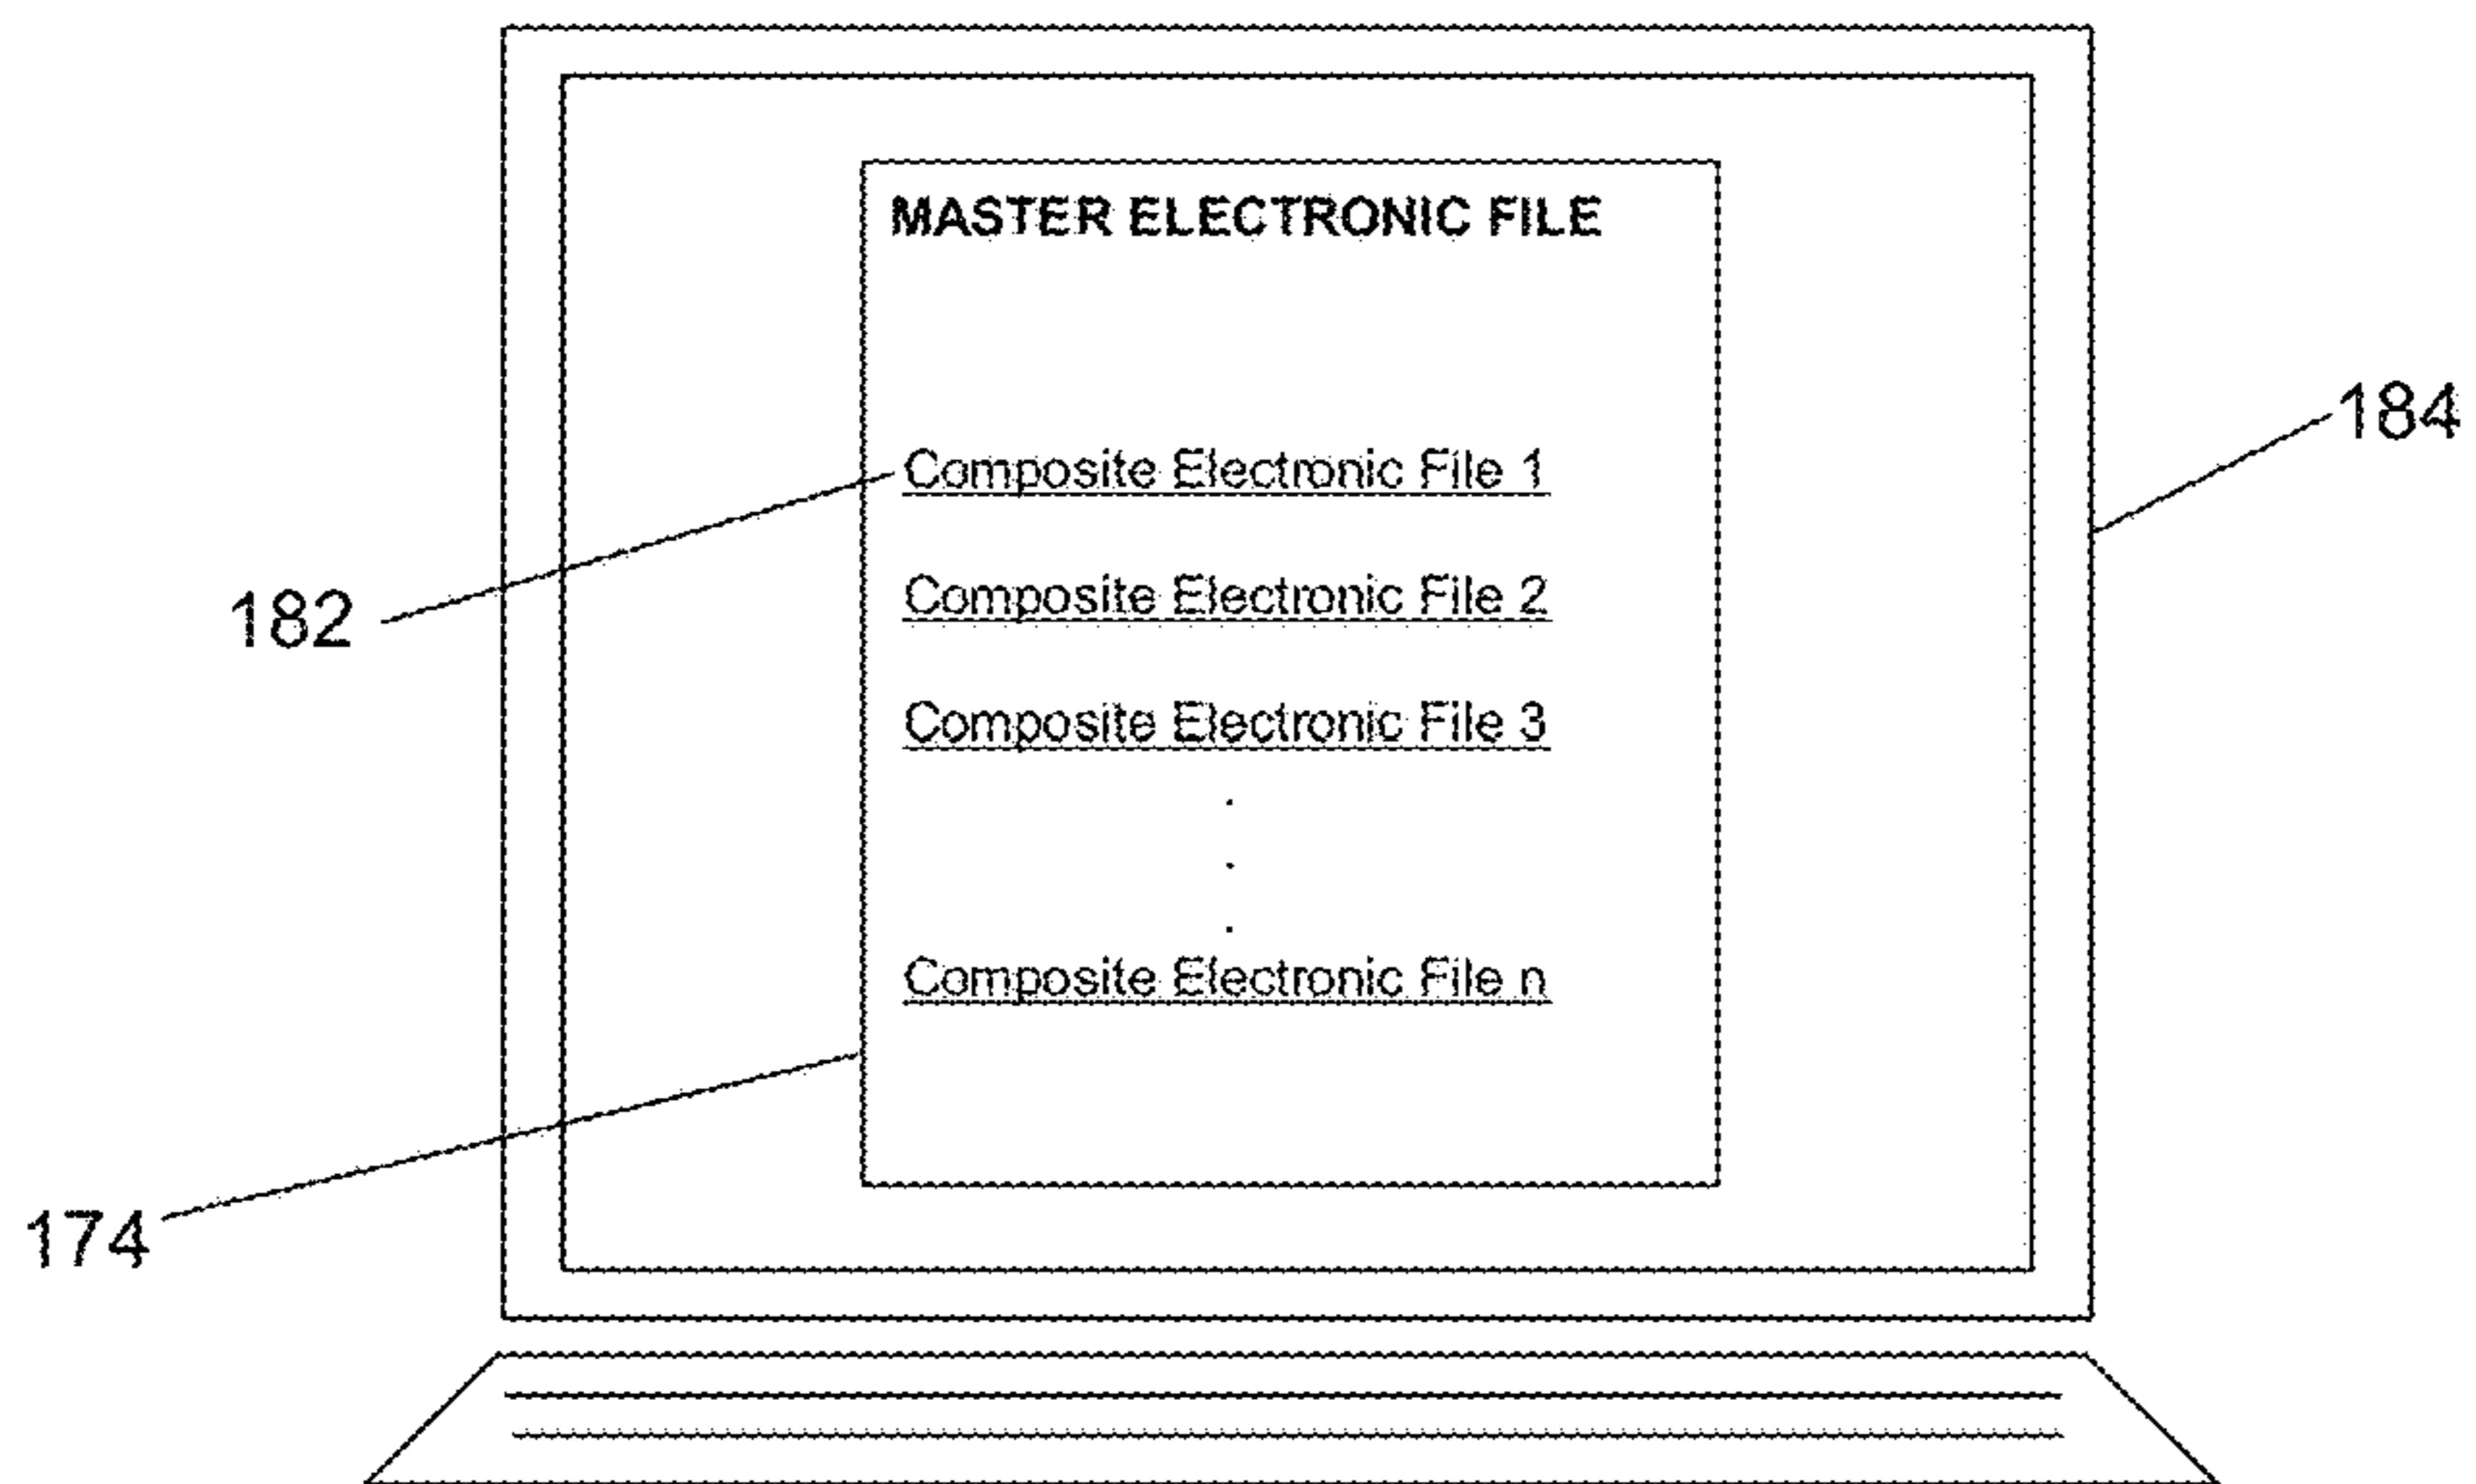 MASTER ELECTRONIC FILE
184
Composite Electronic File 1
182
Composite Electronic File 2
Composite Electronic File 3
.
.
.
Composite Electronic File n
174